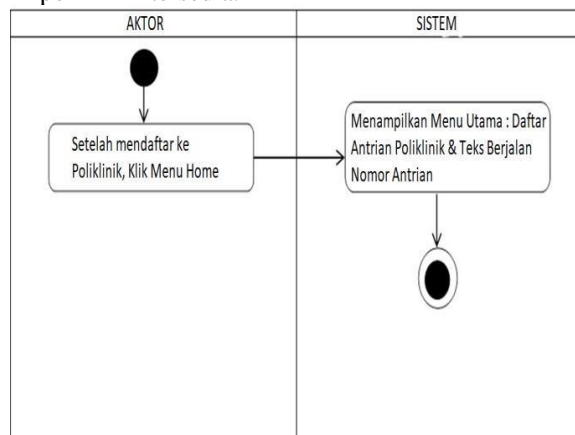 AKTOR
SISTEM
Setelah mendaftar ke
Poliklinik, Klik Menu Home
Menampilkan Menu Utama : Daftar
Antrian Poliklinik & Teks Berjalan
Nomor Antrian